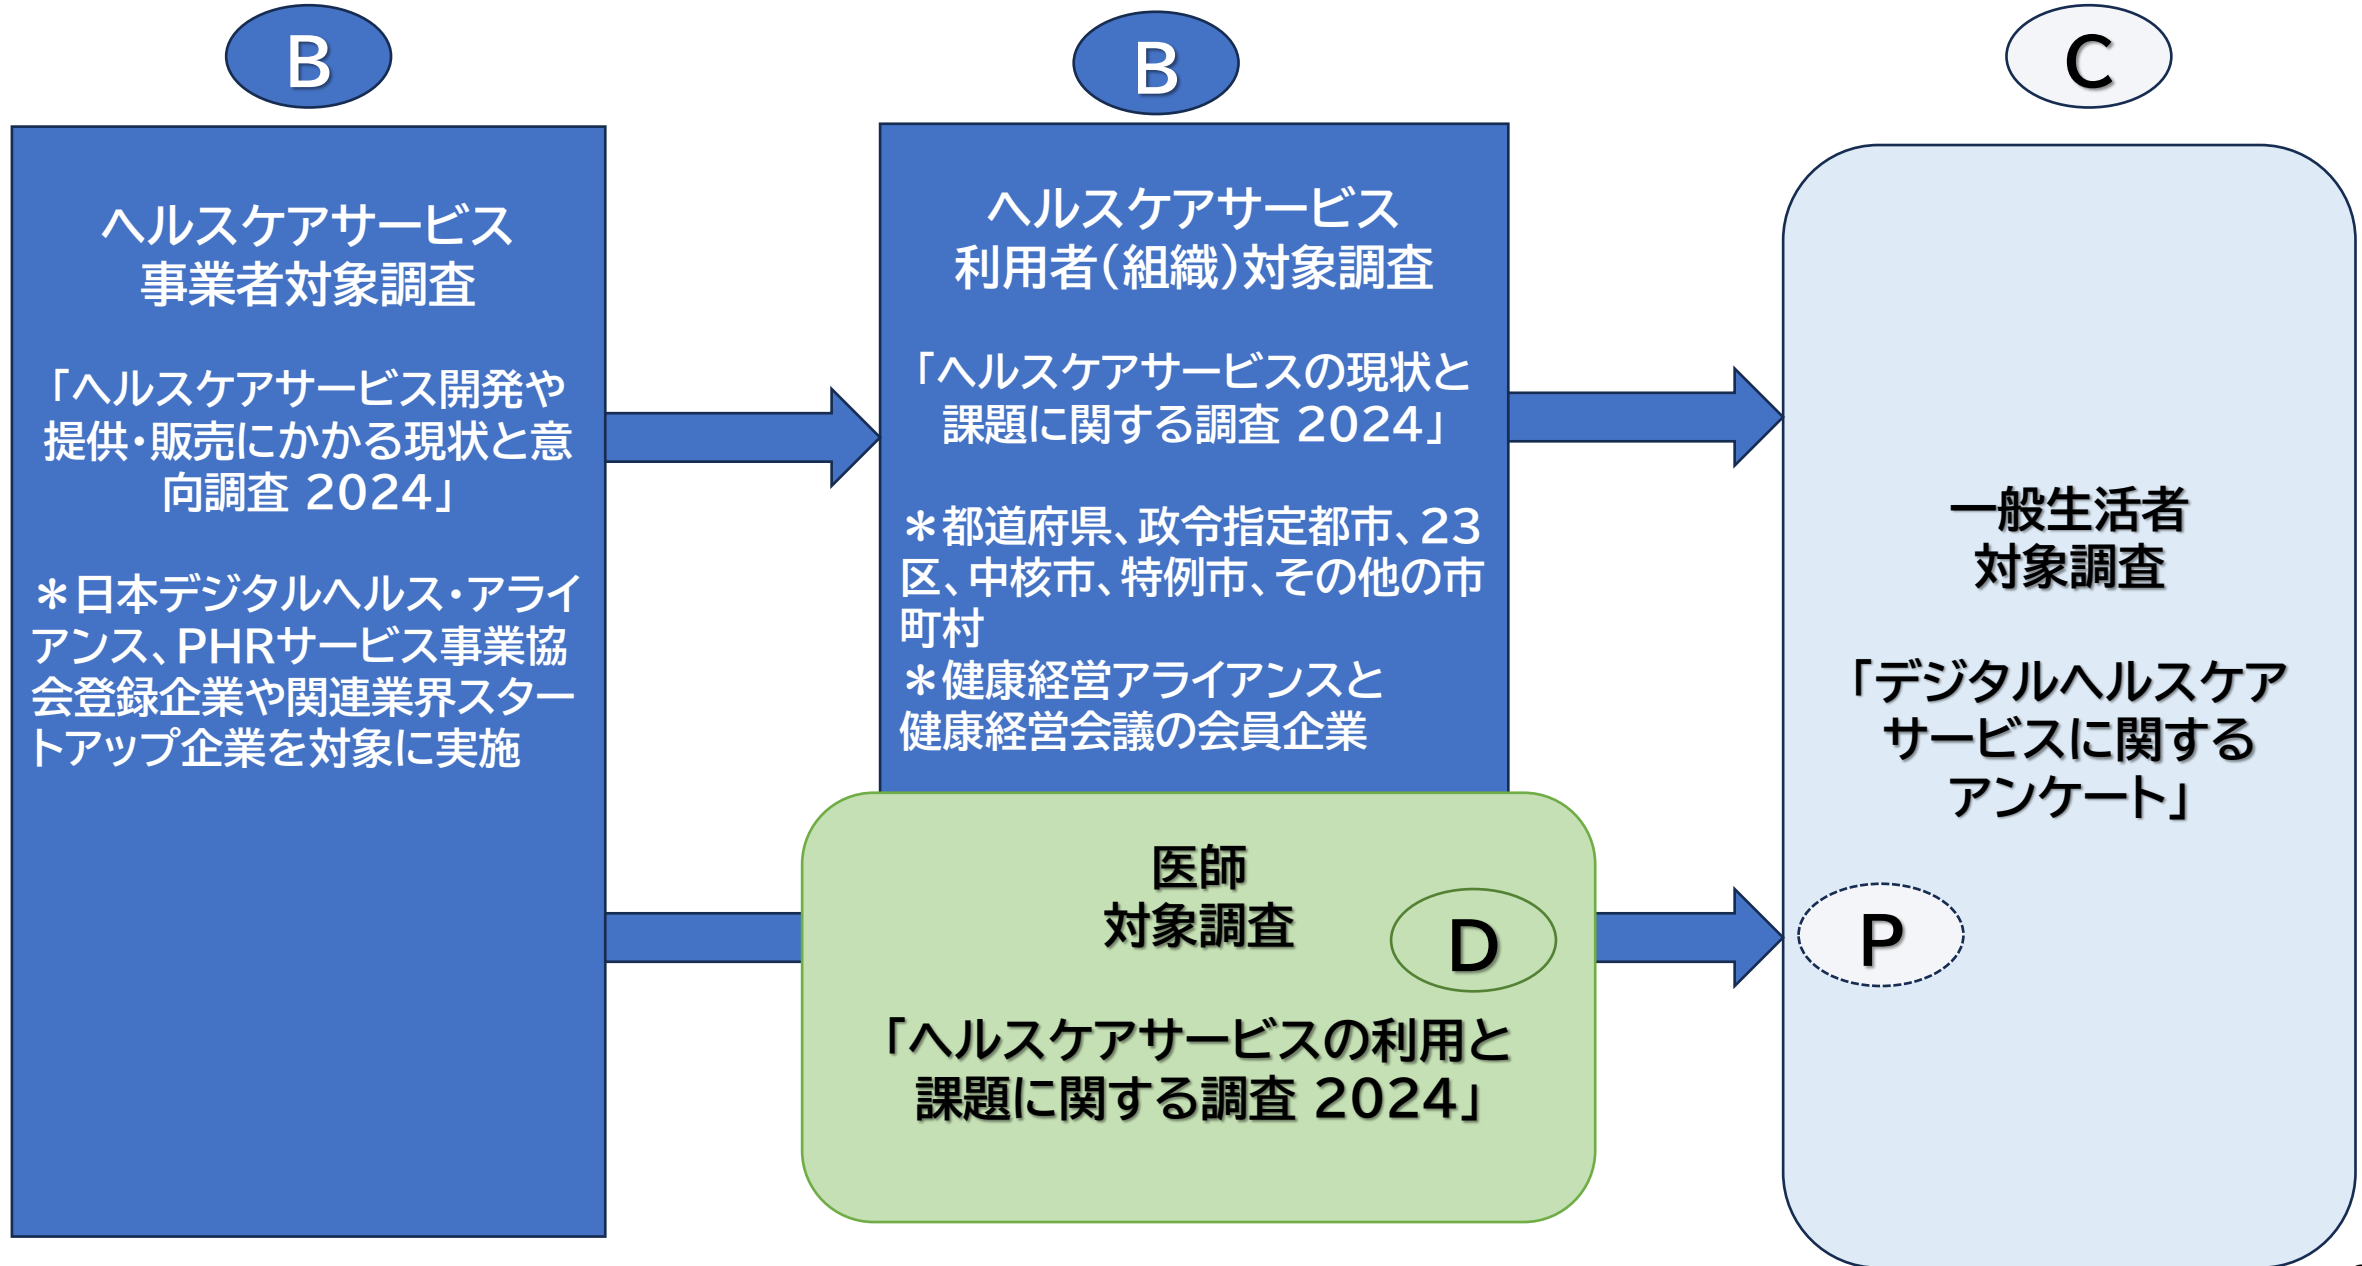 B
ヘルスケアサービス
事業者対象調査
「ヘルスケアサービス開発や
提供・販売にかかる現状と意
向調査 2024」
＊日本デジタルヘルス・アライ
アンス、PHRサービス事業協
会登録企業や関連業界スター
トアップ企業を対象に実施
B
ヘルスケアサービス
利用者(組織)対象調査
「ヘルスケアサービスの現状と
課題に関する調査 2024」
＊都道府県、政令指定都市、23
区、中核市、特例市、その他の市
町村
＊健康経営アライアンスと
健康経営会議の会員企業
医師
対象調査
D
「ヘルスケアサービスの利用と
課題に関する調査 2024」
C
一般生活者
対象調査
「デジタルヘルスケア
サービスに関する
アンケート」
P